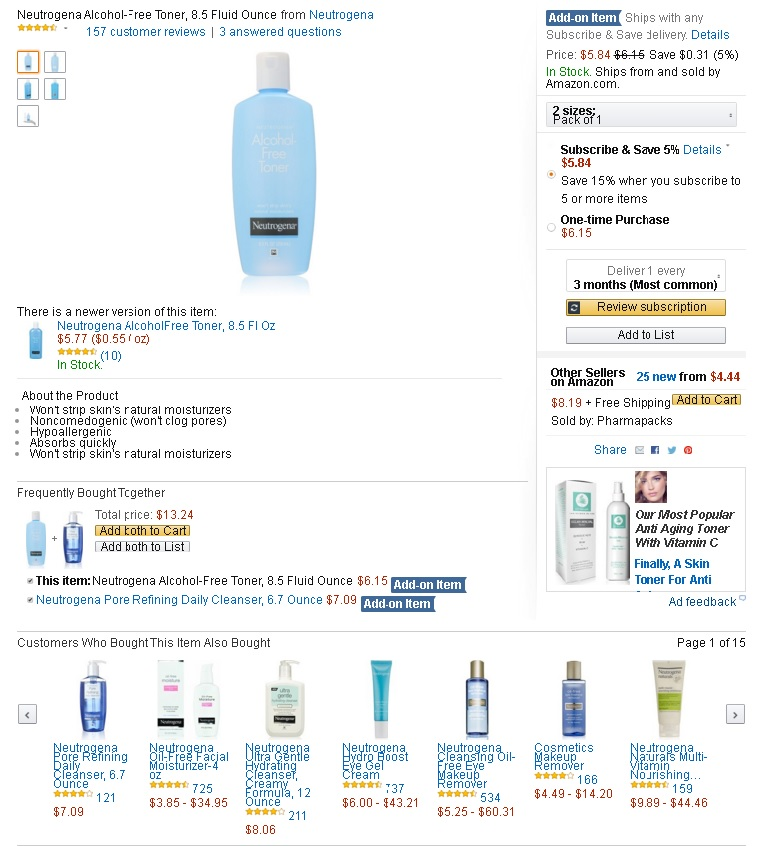 Neutrogena Alcohol-Free Toner, 8.5 Fluid Ounce from Neutrogena
157 customer reviews | 3 answered questions
Alcohol-
Free
Toner
Neutrogena
There is a newer version of this item:
Neutrogena AlcoholFree Toner, 8.5 Fl Oz
$5.77 ($0.55 / oz)
(10)
In Stock.
About the Product
Won't strip skin's natural moisturizers
Noncomedogenic (won't clog pores)
Hypoallergenic
Absorbs quickly
Won't strip skin's natural moisturizers
Add-on Item Ships with any
Subscribe & Save delivery. Details
Price: $5.84 $6.15 Save $0.31 (5%)
In Stock. Ships from and sold by
Amazon.com.
2 sizes:
Pack of 1
Subscribe & Save 5% Details
$5.84
Save 15% when you subscribe to
5 or more items
One-time Purchase
$6.15
Deliver 1 every
3 months (Most common)
Review subscription
Add to List
Other Sellers
on Amazon
25 new from $4.44
$8.19 + Free Shipping Add to Cart
Sold by: Pharmapacks
Share
Our Most Popular
Anti Aging Toner
With Vitamin C
Finally, A Skin
Toner For Anti
Ad feedback
Frequently Bought Together
+
Total price: $13.24
Add both to Cart
Add both to List
This item: Neutrogena Alcohol-Free Toner, 8.5 Fluid Ounce $6.15 Add-on Item
Neutrogena Pore Refining Daily Cleanser, 6.7 Ounce $7.09 Add-on Item
Customers Who Bought This Item Also Bought
Page 1 of 15
Neutrogena
Pore Refining
Daily
Cleanser, 6.7
Ounce
121
$7.09
Neutrogena
Oil-Free Facial
Moisturizer-4
oz
725
$3.85 - $34.95
Neutrogena
Ultra Gentle
Hydrating
Cleanser,
Creamy
Formula, 12
Ounce
211
$8.06
Neutrogena
Hydro Boost
Eye Gel
Cream
737
$6.00 - $43.21
Neutrogena
Cleansing Oil-
Free Eye
Makeup
Remover
534
$5.25 - $60.31
Cosmetics
Makeup
Remover
166
$4.49 - $14.20
Neutrogena
Naturals Multi-
Vitamin
Nourishing...
159
$9.89 - $44.46